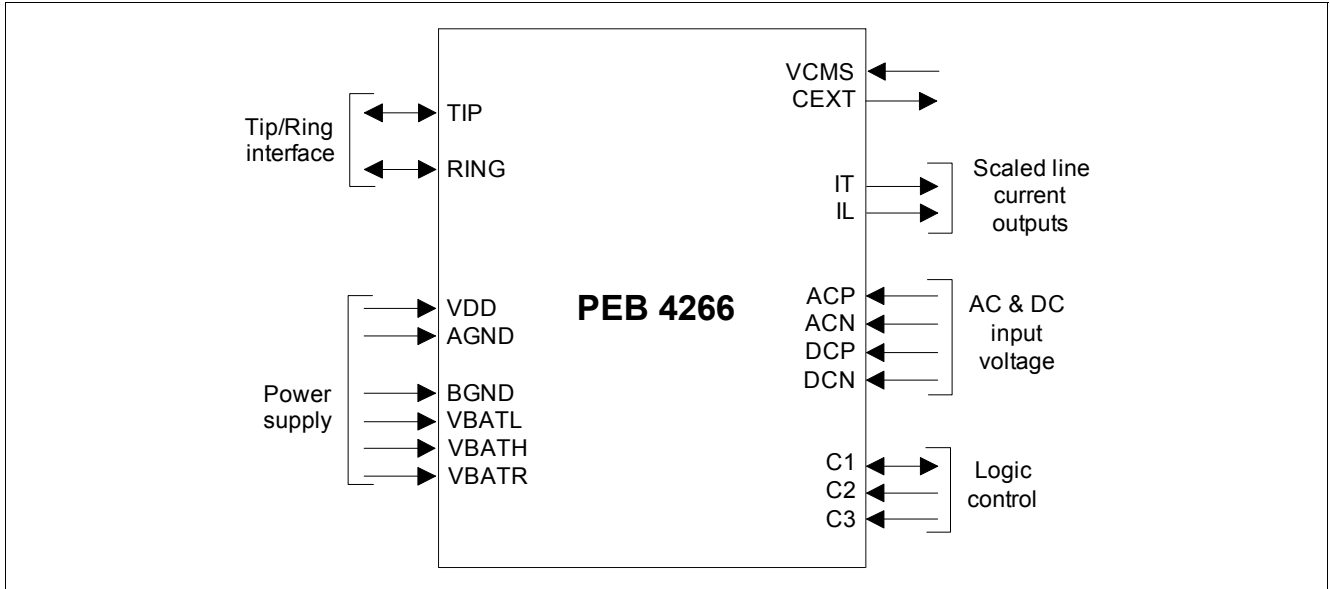 Tip/Ring
interface
TIP
RING
Power
supply
VDD
AGND
BGND
VBATL
VBATH
VBATR
PEB 4266
VCMS
CEXT
IT
IL
Scaled line
current
outputs
ACP
ACN
DCP
DCN
AC & DC
input
voltage
C1
C2
C3
Logic
control